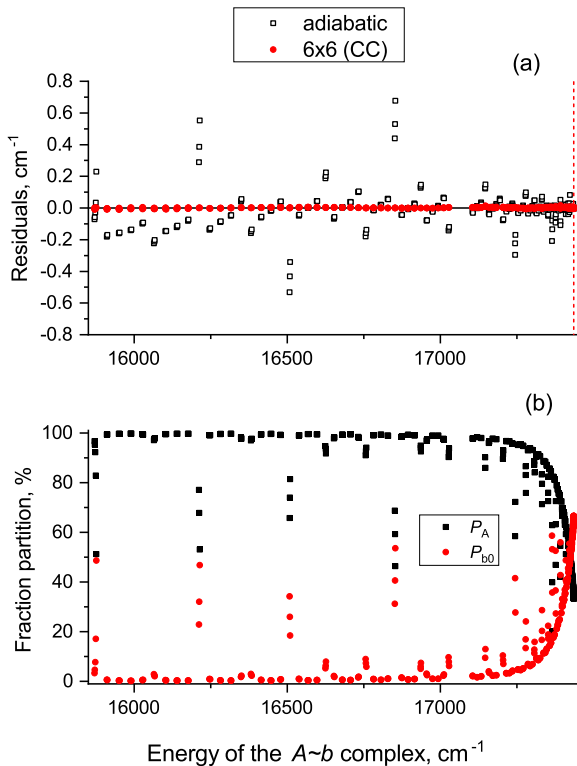 adiabatic
6x6 (CC)
(a)
Residuals, cm⁻¹
0.8
0.6
0.4
0.2
0.0
-0.2
-0.4
-0.6
-0.8
16000 16500 17000
(b)
Fraction partition, %
100
80
60
40
20
0
P_A
P_b0
16000 16500 17000
Energy of the A~b complex, cm⁻¹